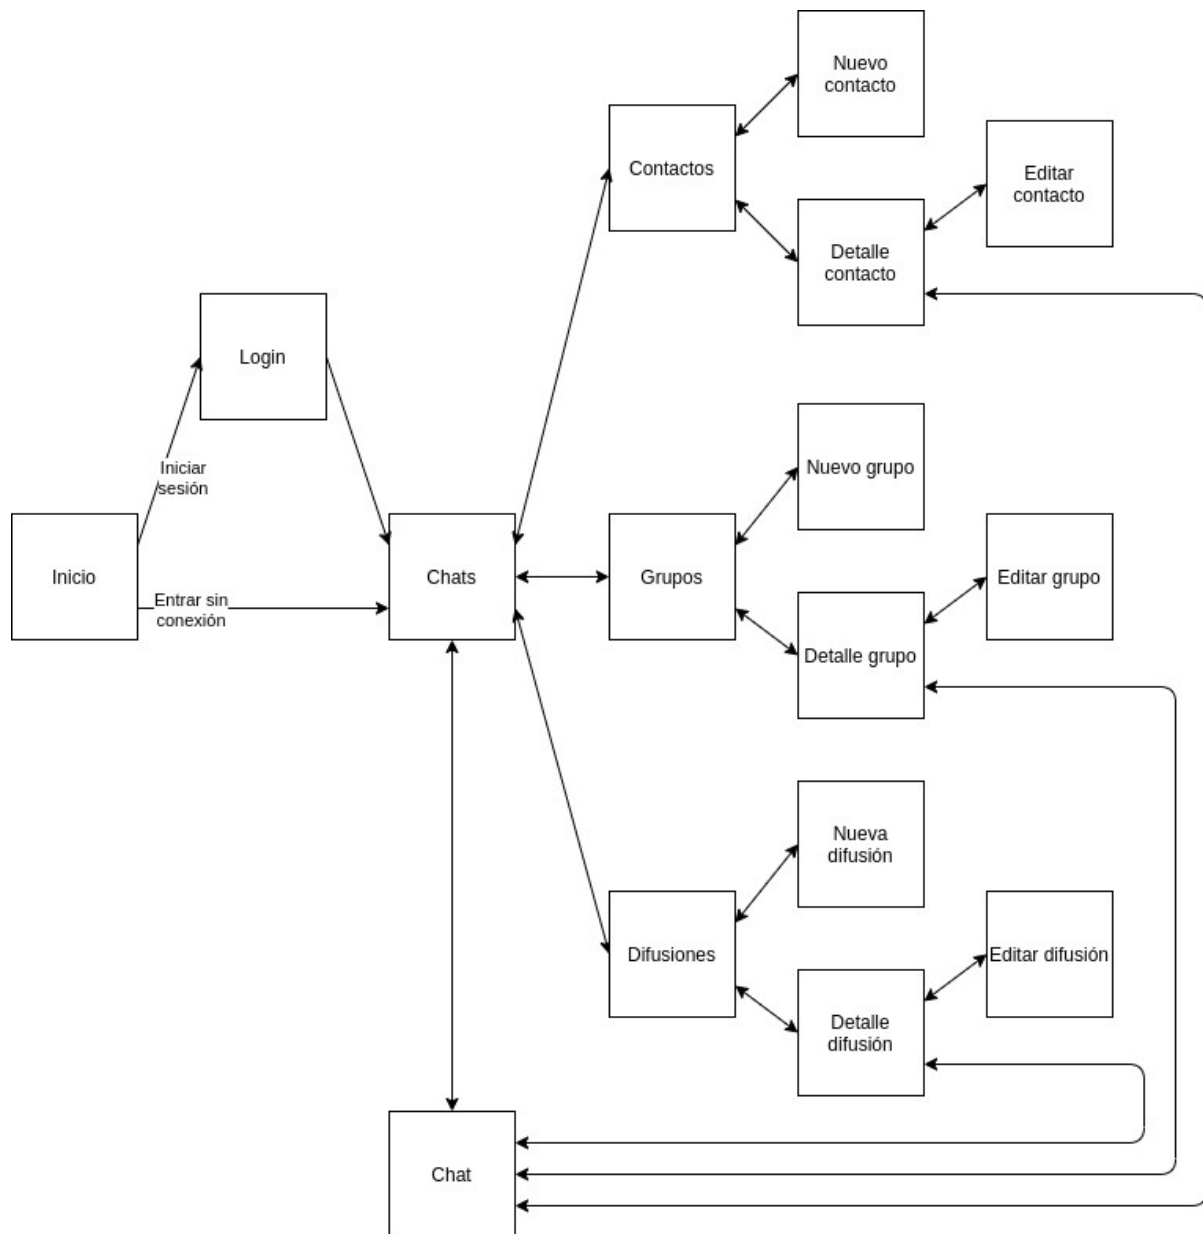 Nuevo
contacto
Contactos
Editar
contacto
Detalle
contacto
Login
Iniciar
sesión
Nuevo grupo
Inicio
Chats
Grupos
Editar grupo
Entrar sin
conexión
Detalle grupo
Nueva
difusión
Difusiones
Editar difusión
Detalle
difusión
Chat